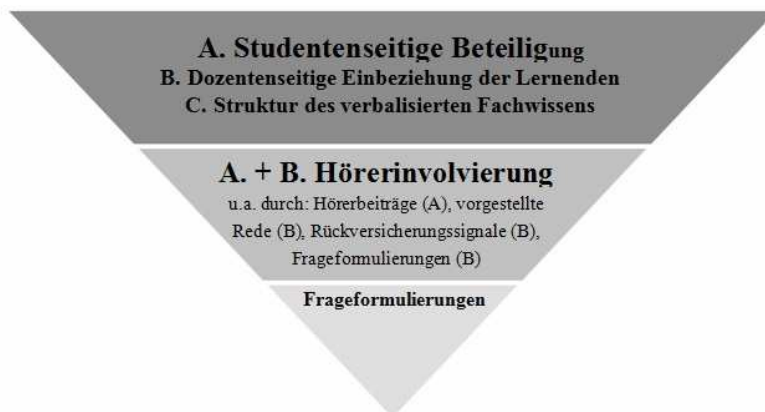 A. Studentenseitige Beteiligung
B. Dozentenseitige Einbeziehung der Lernenden
C. Struktur des verbalisierten Fachwissens
A. + B. Hörerinvolvierung
u.a. durch: Hörerbeiträge (A), vorgestellte
Rede (B), Rückversicherungssignale (B),
Frageformulierungen (B)
Frageformulierungen